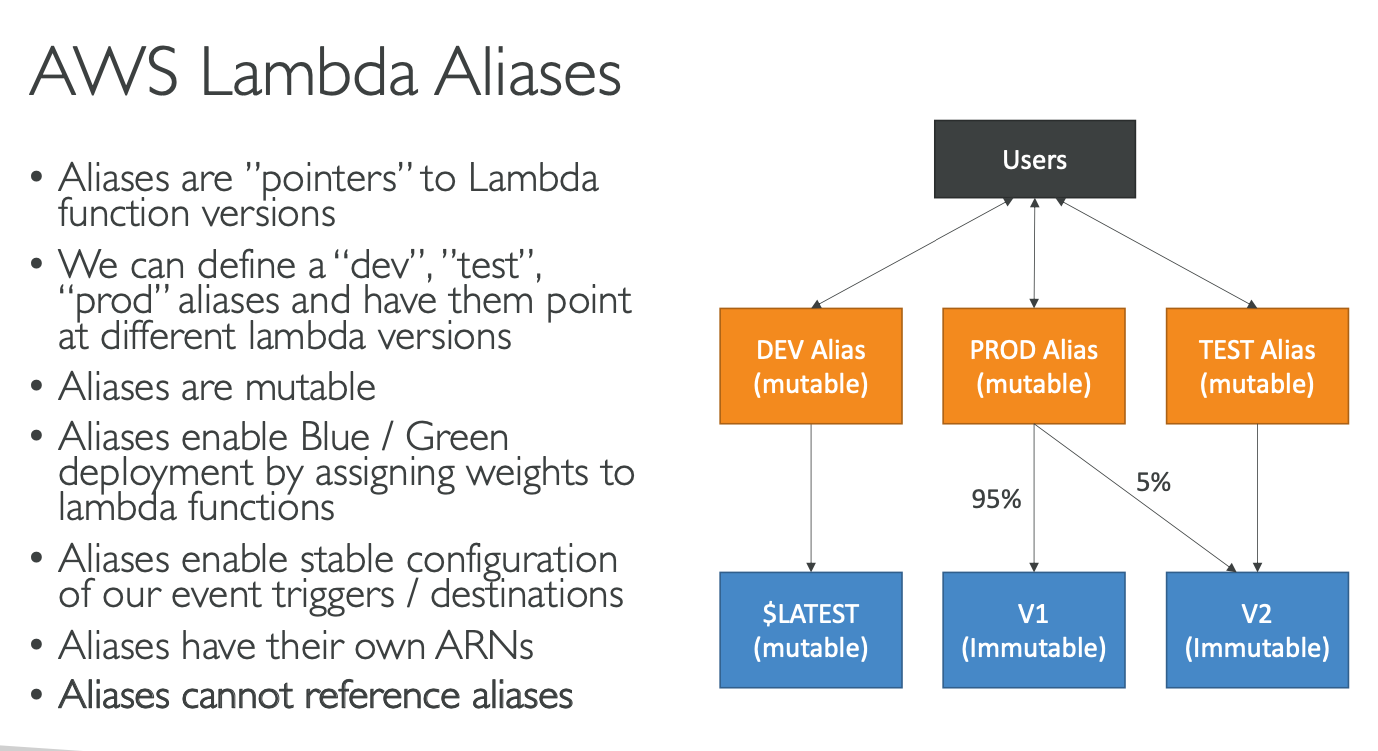 AWS Lambda Aliases
• Aliases are ”pointers” to Lambda
function versions
• We can define a “dev”, ”test”,
“prod” aliases and have them point
at different lambda versions
• Aliases are mutable
• Aliases enable Blue / Green
deployment by assigning weights to
lambda functions
• Aliases enable stable configuration
of our event triggers / destinations
• Aliases have their own ARNs
• Aliases cannot reference aliases
Users
DEV Alias
(mutable)
PROD Alias
(mutable)
TEST Alias
(mutable)
95%
5%
$LATEST
(mutable)
V1
(Immutable)
V2
(Immutable)